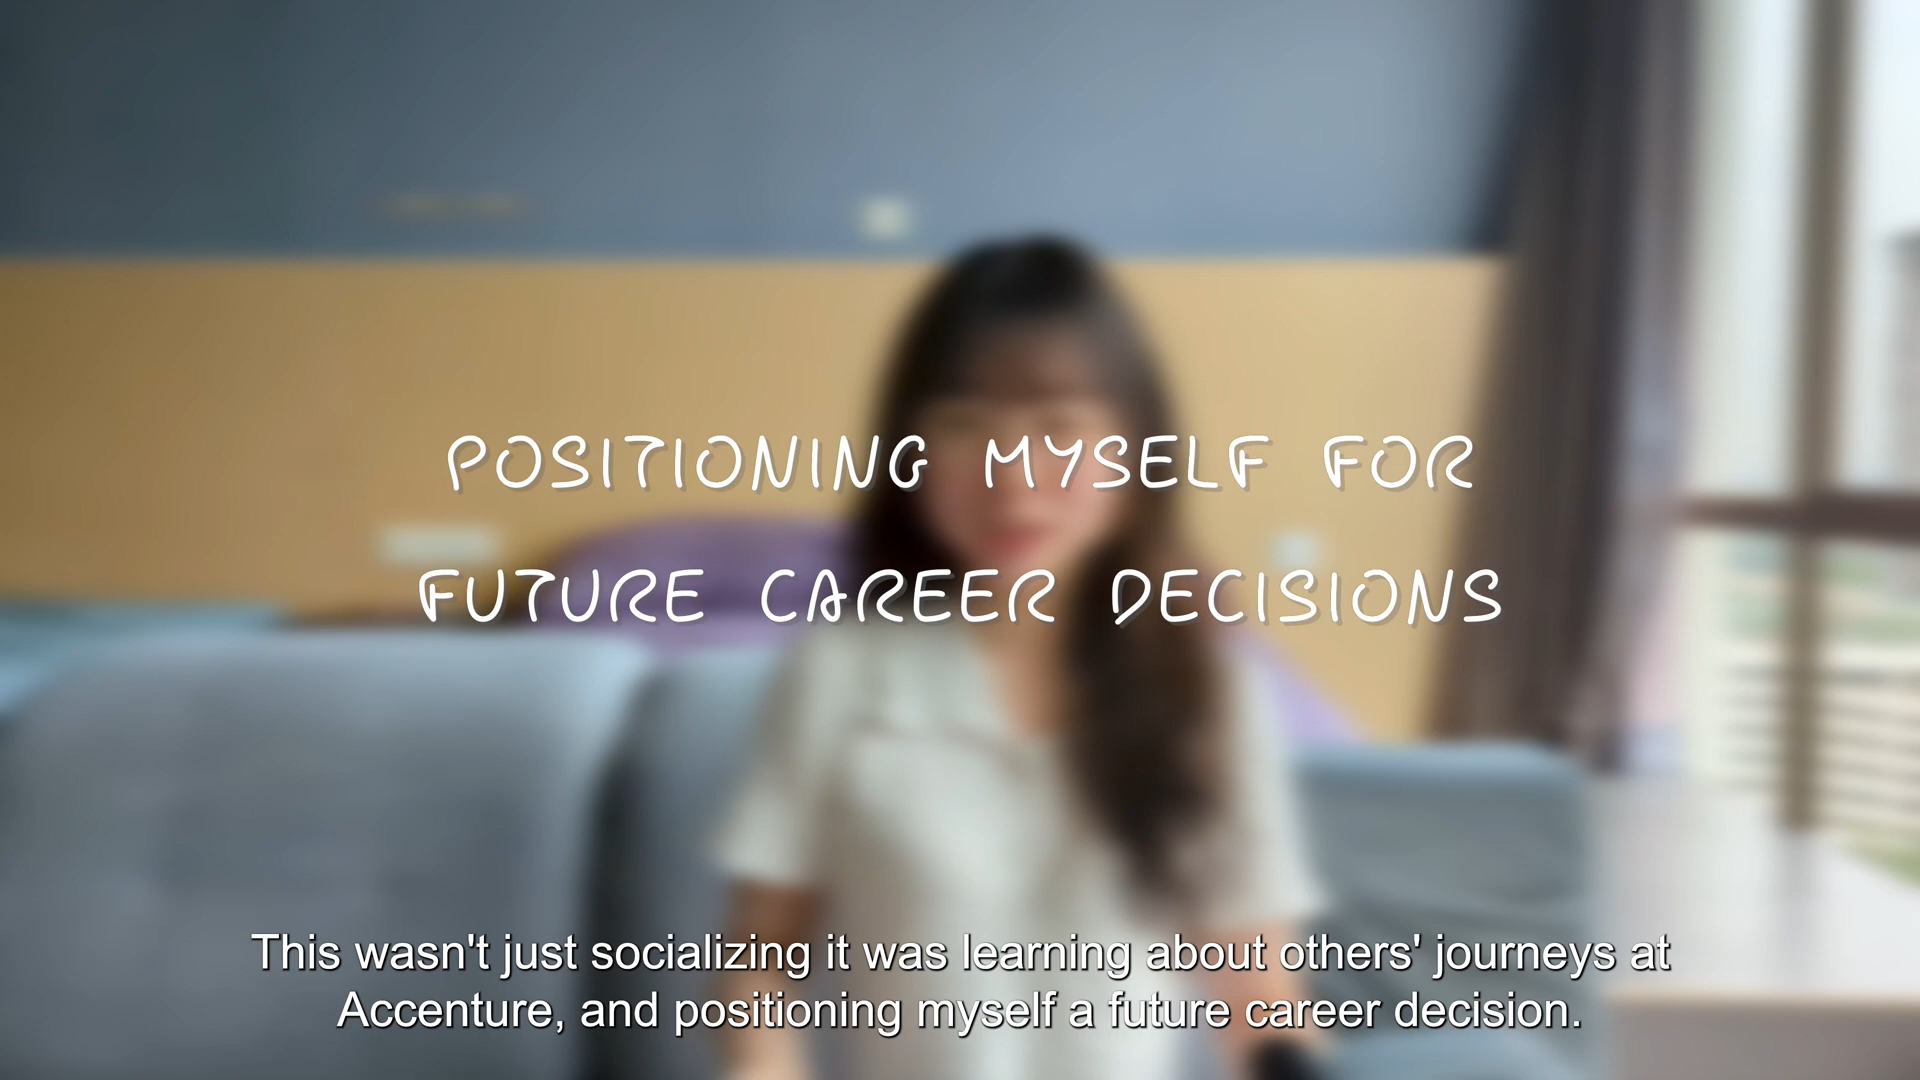 POSITIONING MYSELF FOR
FUTURE CAREER DECISIONS
This wasn't just socializing it was learning about others' journeys at
Accenture, and positioning myself a future career decision.